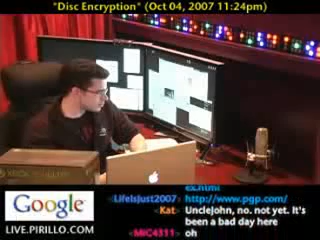 "Disc Encryption" (Oct 04, 2007 11:24pm)
ex.html
<LifeIsJust2007> http://www.pgp.com/
<Kat> UncleJohn, no. not yet. It's
been a bad day here
<MiC4311> oh
Google
LIVE.PIRILLO.COM